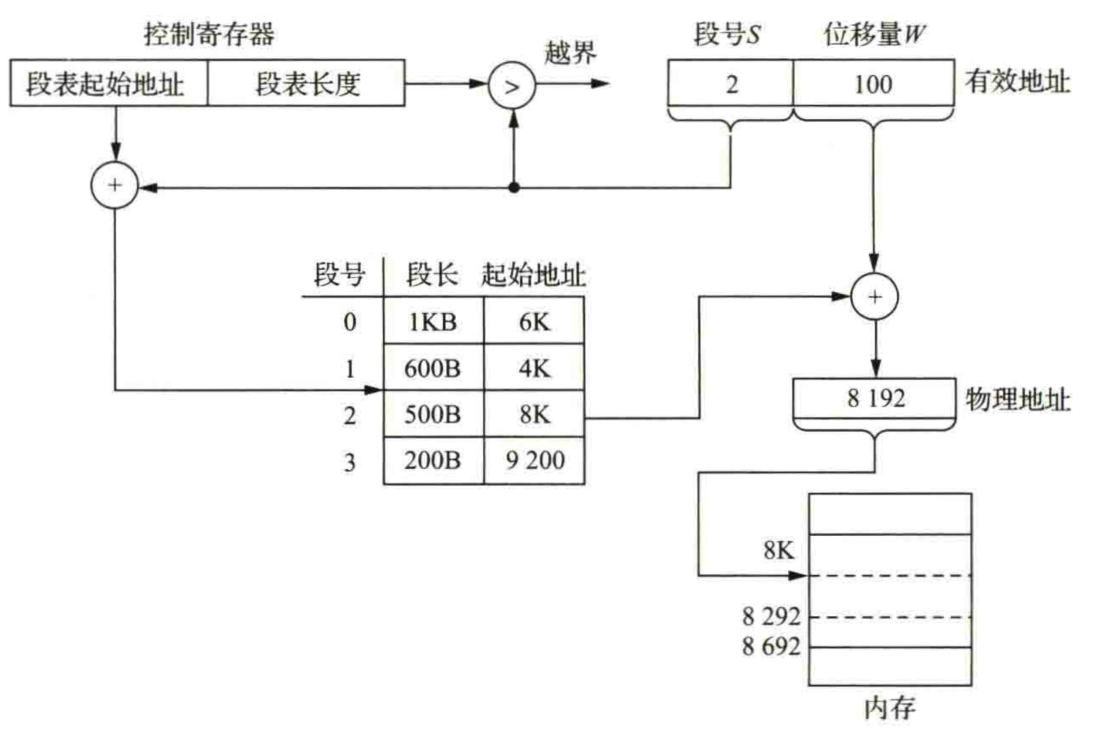 控制寄存器
段表起始地址 段表长度
>
越界
段号S 位移量W
2 100 有效地址
+
段号 段长 起始地址
0 1KB 6K
1 600B 4K
2 500B 8K
3 200B 9 200
+
8 192 物理地址
8K
8 292
8 692
内存